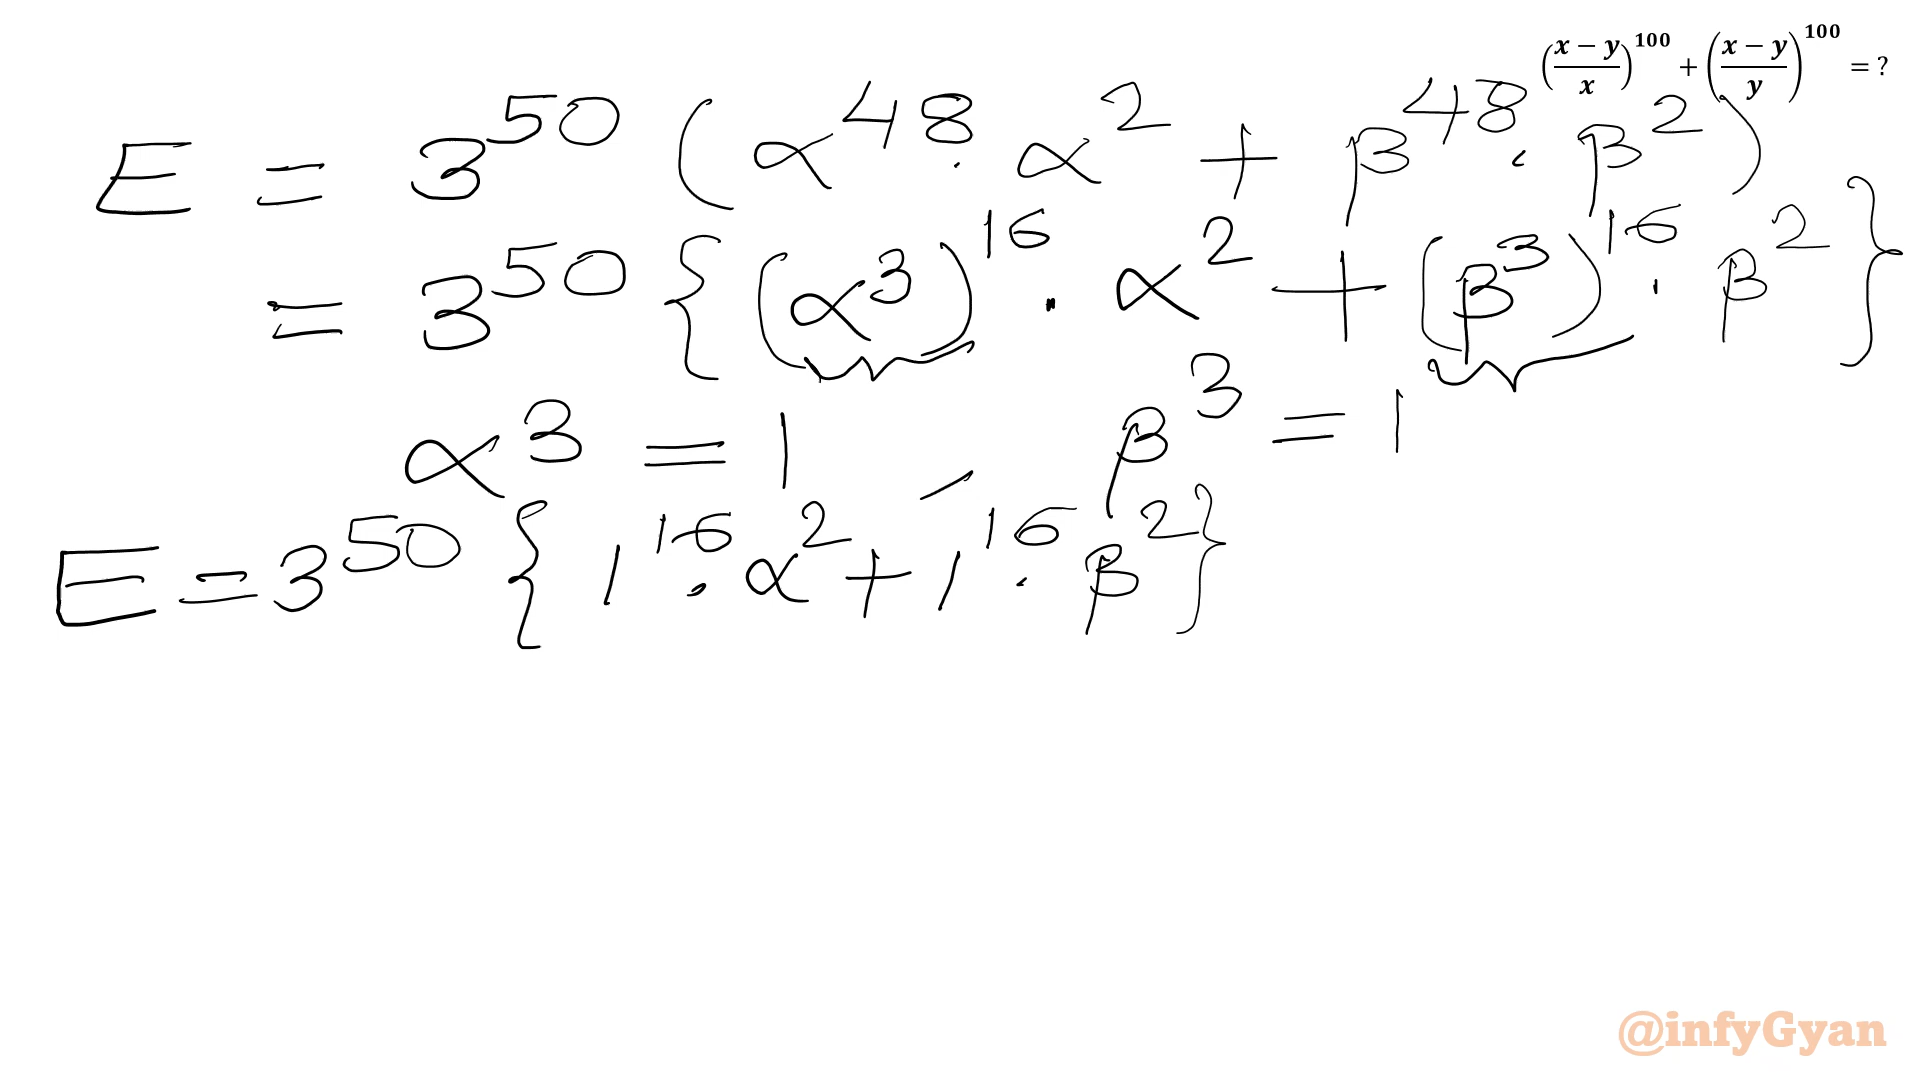 (x − y / x)^100 + (x − y / y)^100 = ?
E = 3^50 (α^48 . α^2 + β^48 . β^2)
= 3^50 {(α^3)^16 . α^2 + (β^3)^16 . β^2}
α^3 = 1 , β^3 = 1
E = 3^50 {1^16 . α^2 + 1^16 . β^2}
@infyGyan